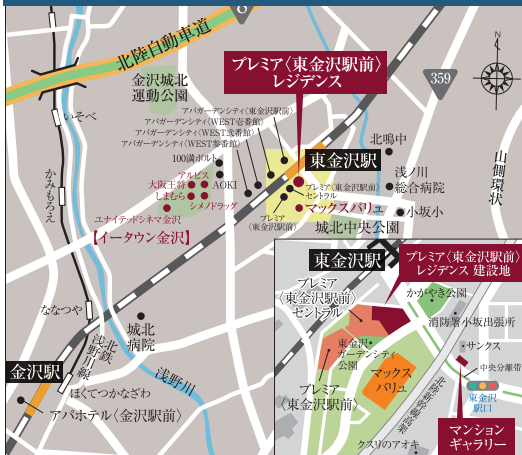 8
北陸自動車道
N
359
プレミア〈東金沢駅前〉
レジデンス
金沢城北
運動公園
いそべ
アパガーデンシティ〈東金沢駅前〉
アパガーデンシティ〈WEST壱番館〉
アパガーデンシティ〈WEST弐番館〉
アパガーデンシティ〈WEST参番館〉
100満ボルト
東金沢駅
北鳴中
浅ノ川
総合病院
山側環状
かみもろえ
アルビス
大阪王将
AOKI
しまむら
シメノドラッグ
プレミア〈東金沢駅前〉
セントラル
マックスバリュ
小坂小
ユナイテッドシネマ金沢
プレミア
〈東金沢駅前〉
【イータウン金沢】
城北中央公園
東金沢駅
プレミア〈東金沢駅前〉
レジデンス 建設地
プレミア
〈東金沢駅前〉
セントラル
かがやき公園
消防署小坂出張所
ななつや
城北
病院
サンクス
東金沢
ガーデンシティ
公園
中央分離帯
北鉄
浅野川線
金沢駅
ほくてつかなざわ
浅野川
マックス
バリュ
東金沢
駅口
プレミア
〈東金沢駅前〉
北陸新幹線高架
マンション
ギャラリー
アパホテル〈金沢駅前〉
クスリのアオキ